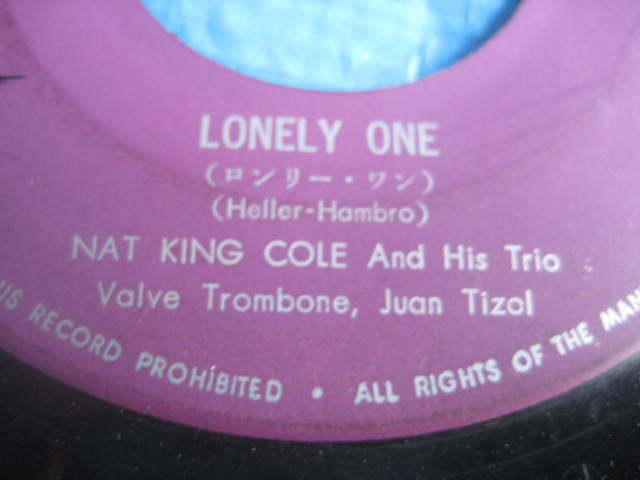 LONELY ONE
(ロンリー・ワン)
(Heller-Hambro)
NAT KING COLE And His Trio
Valve Trombone, Juan Tizol
RECORD PROHIBITED • ALL RIGHTS OF THE